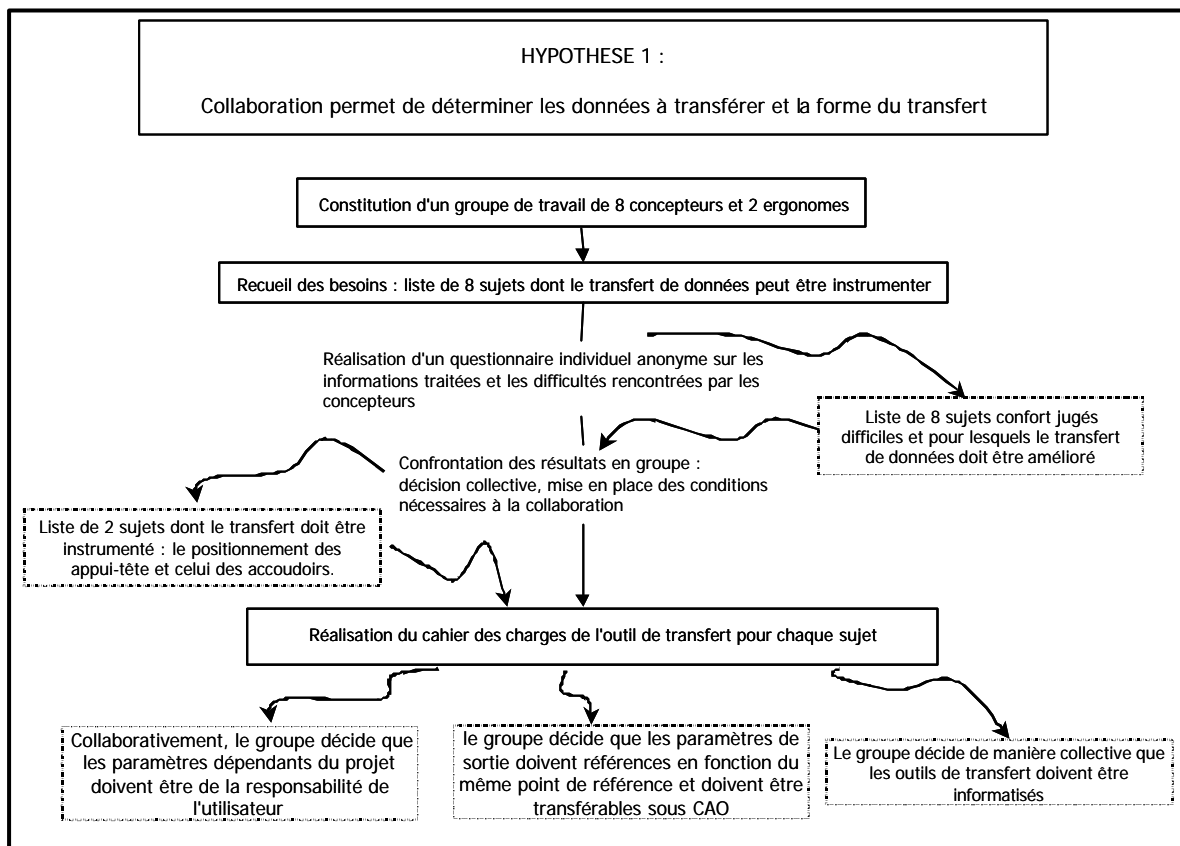 HYPOTHESE 1 :
Collaboration permet de déterminer les données à transférer et la forme du transfert
Constitution d'un groupe de travail de 8 concepteurs et 2 ergonomes
Recueil des besoins : liste de 8 sujets dont le transfert de données peut être instrumenter
Réalisation d'un questionnaire individuel anonyme sur les
informations traitées et les difficultés rencontrées par les
concepteurs
Liste de 8 sujets confort jugés
difficiles et pour lesquels le transfert
de données doit être amélioré
Confrontation des résultats en groupe :
décision collective, mise en place des conditions
nécessaires à la collaboration
Liste de 2 sujets dont le transfert doit être
instrumenté : le positionnement des
appui-tête et celui des accoudoirs.
Réalisation du cahier des charges de l'outil de transfert pour chaque sujet
Collaborativement, le groupe décide que
les paramètres dépendants du projet
doivent être de la responsabilité de
l'utilisateur
le groupe décide que les paramètres de
sortie doivent références en fonction du
même point de référence et doivent être
transférables sous CAO
Le groupe décide de manière collective que
les outils de transfert doivent être
informatisés